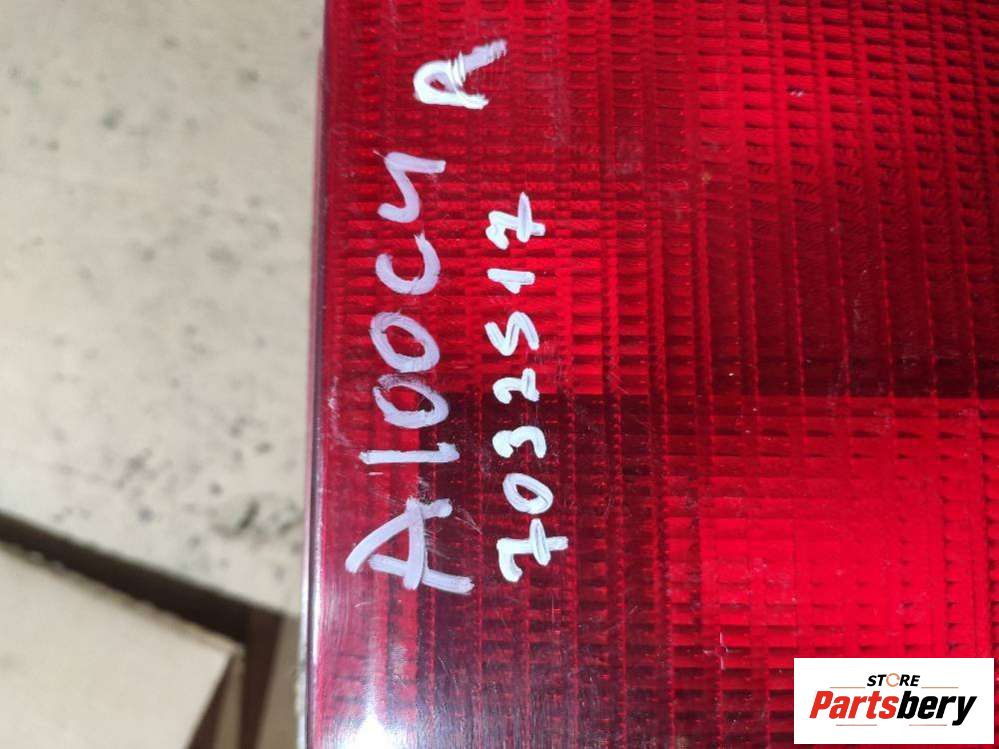 A100C4 A
7032517
STORE
Partsbery